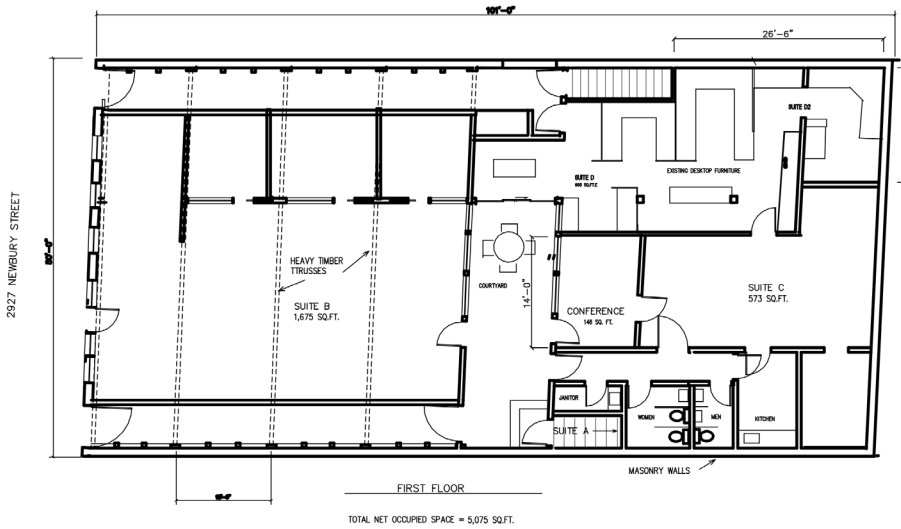 101'-0"
26'-6"
SUITE D2
SUITE D
EXISTING DESKTOP FURNITURE
2927 NEWBURY STREET
HEAVY TIMBER
TTRUSSES
COURTYARD
14'-0"
SUITE B
1,675 SQ.FT.
CONFERENCE
146 SQ. FT.
SUITE C
573 SQ.FT.
JANITOR
SUITE A
WOMEN
MEN
KITCHEN
MASONRY WALLS
FIRST FLOOR
TOTAL NET OCCUPIED SPACE = 5,075 SQ.FT.